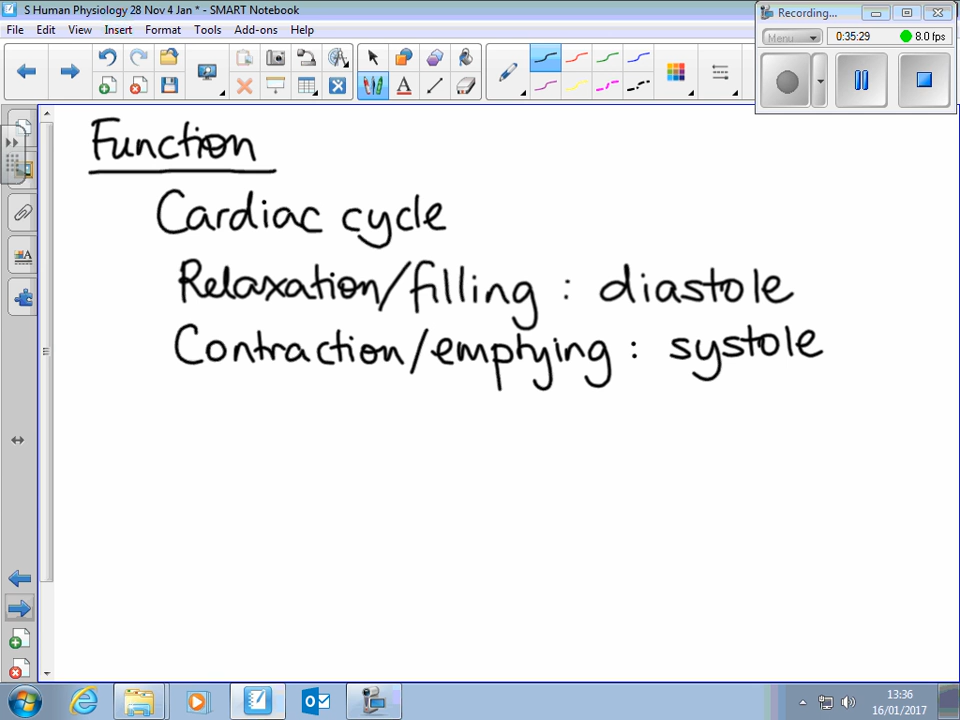 S Human Physiology 28 Nov 4 Jan * - SMART Notebook
File Edit View Insert Format Tools Add-ons Help
Recording...
Menu 0:35:29 8.0 fps
Function
Cardiac cycle
Relaxation/filling : diastole
Contraction/emptying : systole
13:36
16/01/2017